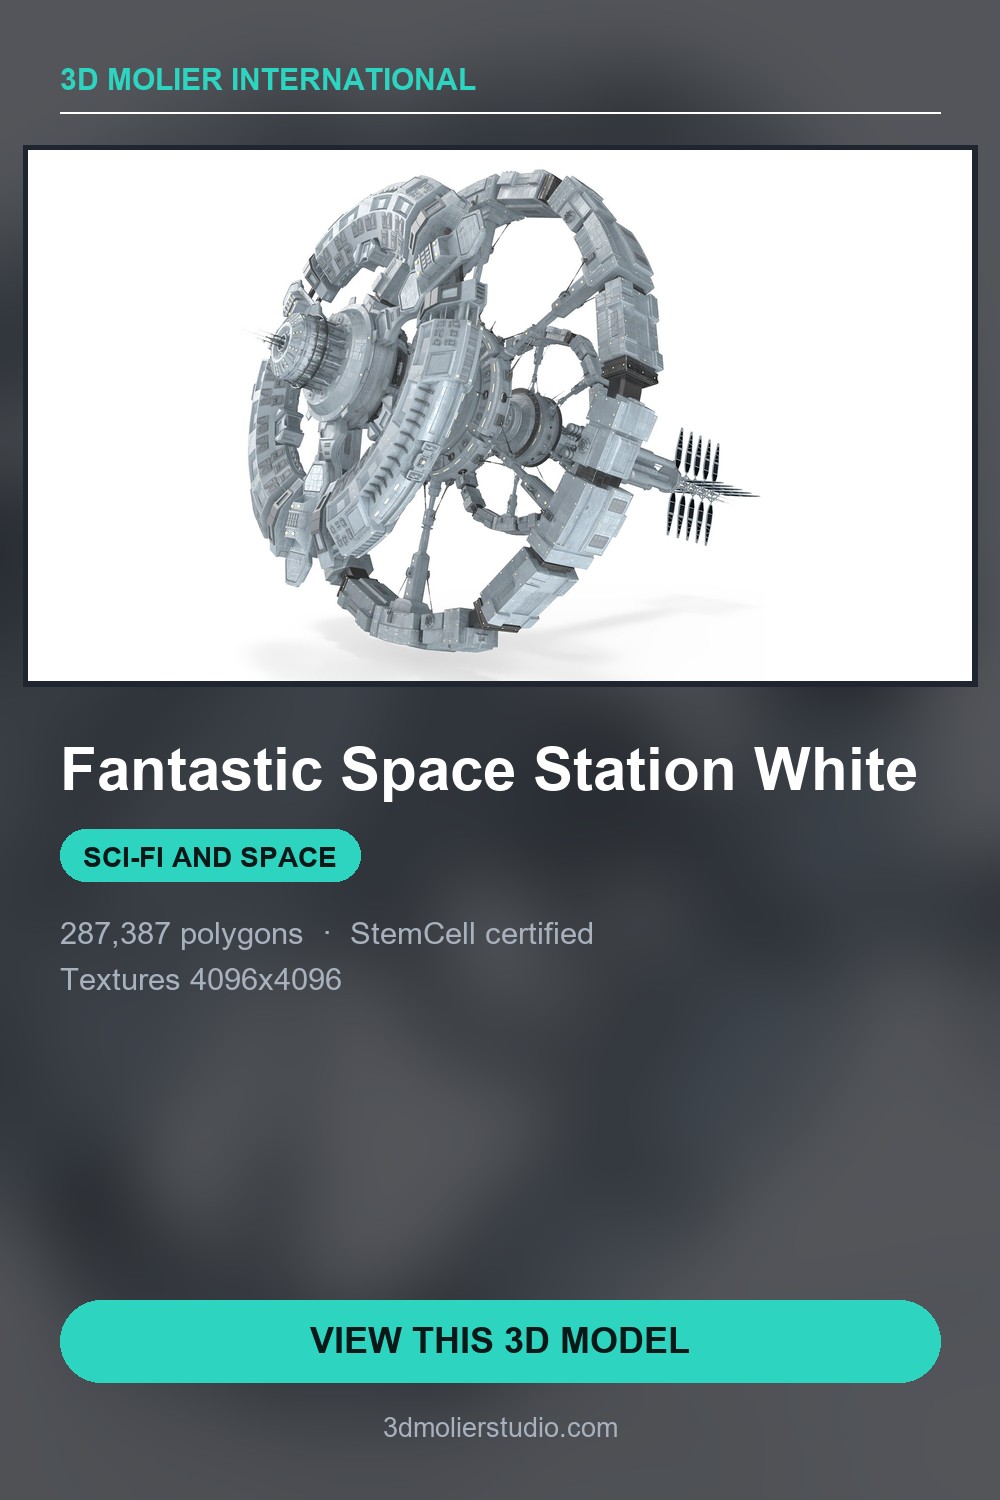 3D MOLIER INTERNATIONAL
Fantastic Space Station White
SCI-FI AND SPACE
287,387 polygons · StemCell certified
Textures 4096x4096
VIEW THIS 3D MODEL
3dmolierstudio.com